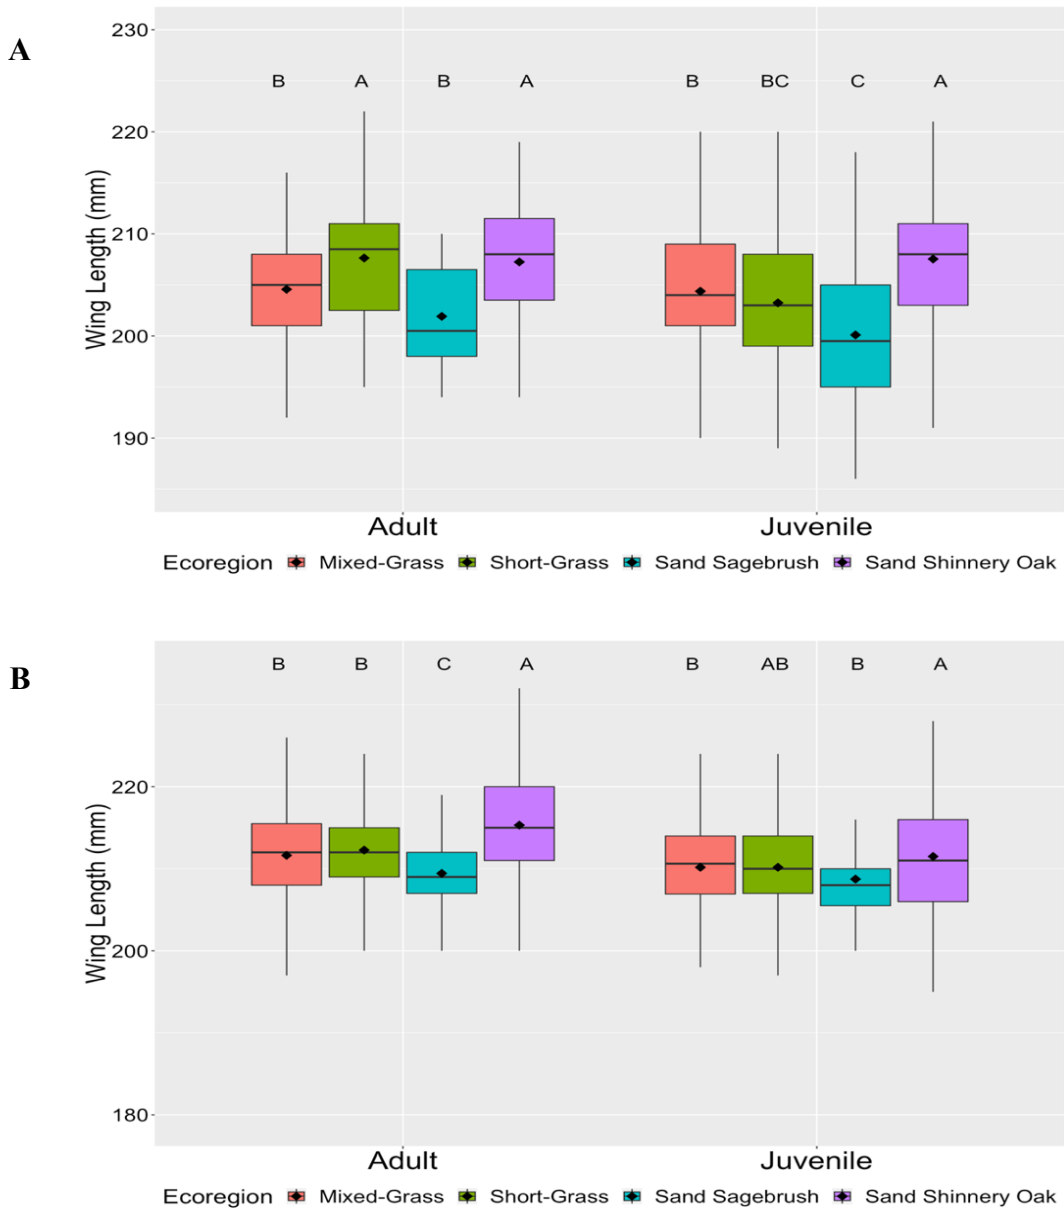 A
230
B A B A B BC C A
220
210
200
190
Wing Length (mm)
Adult Juvenile
Ecoregion Mixed-Grass Short-Grass Sand Sagebrush Sand Shinnery Oak
B
B B C A B AB B A
220
200
180
Wing Length (mm)
Adult Juvenile
Ecoregion Mixed-Grass Short-Grass Sand Sagebrush Sand Shinnery Oak